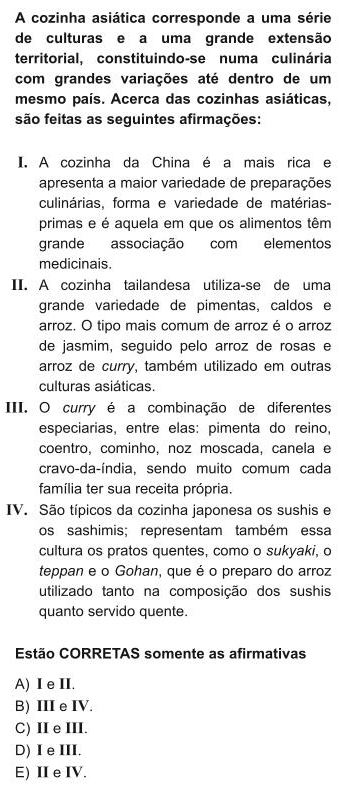 A cozinha asiática corresponde a uma série
de culturas e a uma grande extensão
territorial, constituindo-se numa culinária
com grandes variações até dentro de um
mesmo país. Acerca das cozinhas asiáticas,
são feitas as seguintes afirmações:
I. A cozinha da China é a mais rica e
apresenta a maior variedade de preparações
culinárias, forma e variedade de matérias-
primas e é aquela em que os alimentos têm
grande associação com elementos
medicinais.
II. A cozinha tailandesa utiliza-se de uma
grande variedade de pimentas, caldos e
arroz. O tipo mais comum de arroz é o arroz
de jasmim, seguido pelo arroz de rosas e
arroz de curry, também utilizado em outras
culturas asiáticas.
III. O curry é a combinação de diferentes
especiarias, entre elas: pimenta do reino,
coentro, cominho, noz moscada, canela e
cravo-da-índia, sendo muito comum cada
família ter sua receita própria.
IV. São típicos da cozinha japonesa os sushis e
os sashimis; representam também essa
cultura os pratos quentes, como o sukyaki, o
teppan e o Gohan, que é o preparo do arroz
utilizado tanto na composição dos sushis
quanto servido quente.
Estão CORRETAS somente as afirmativas
A) I e II.
B) III e IV.
C) II e III.
D) I e III.
E) II e IV.